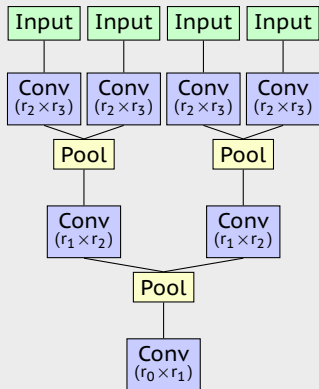 Input Input Input Input
Conv Conv Conv Conv
(r₂×r₃) (r₂×r₃) (r₂×r₃) (r₂×r₃)
Pool Pool
Conv Conv
(r₁×r₂) (r₁×r₂)
Pool
Conv
(r₀×r₁)